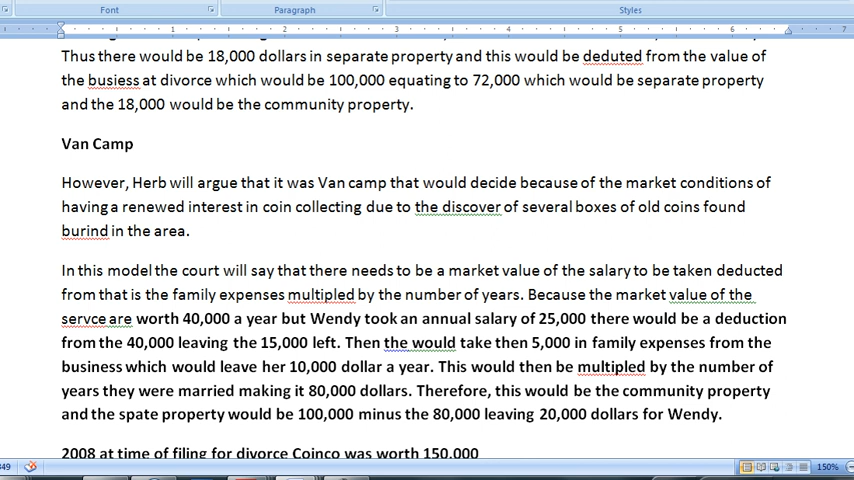 Font Paragraph Styles
1 2 3 4 5 6 7
Thus there would be 18,000 dollars in separate property and this would be deduted from the value of
the busiess at divorce which would be 100,000 equating to 72,000 which would be separate property
and the 18,000 would be the community property.
Van Camp
However, Herb will argue that it was Van camp that would decide because of the market conditions of
having a renewed interest in coin collecting due to the discover of several boxes of old coins found
burind in the area.
In this model the court will say that there needs to be a market value of the salary to be taken deducted
from that is the family expenses multipled by the number of years. Because the market value of the
servce are worth 40,000 a year but Wendy took an annual salary of 25,000 there would be a deduction
from the 40,000 leaving the 15,000 left. Then the would take then 5,000 in family expenses from the
business which would leave her 10,000 dollar a year. This would then be multipled by the number of
years they were married making it 80,000 dollars. Therefore, this would be the community property
and the spate property would be 100,000 minus the 80,000 leaving 20,000 dollars for Wendy.
2008 at time of filing for divorce Coinco was worth 150,000
349 150%